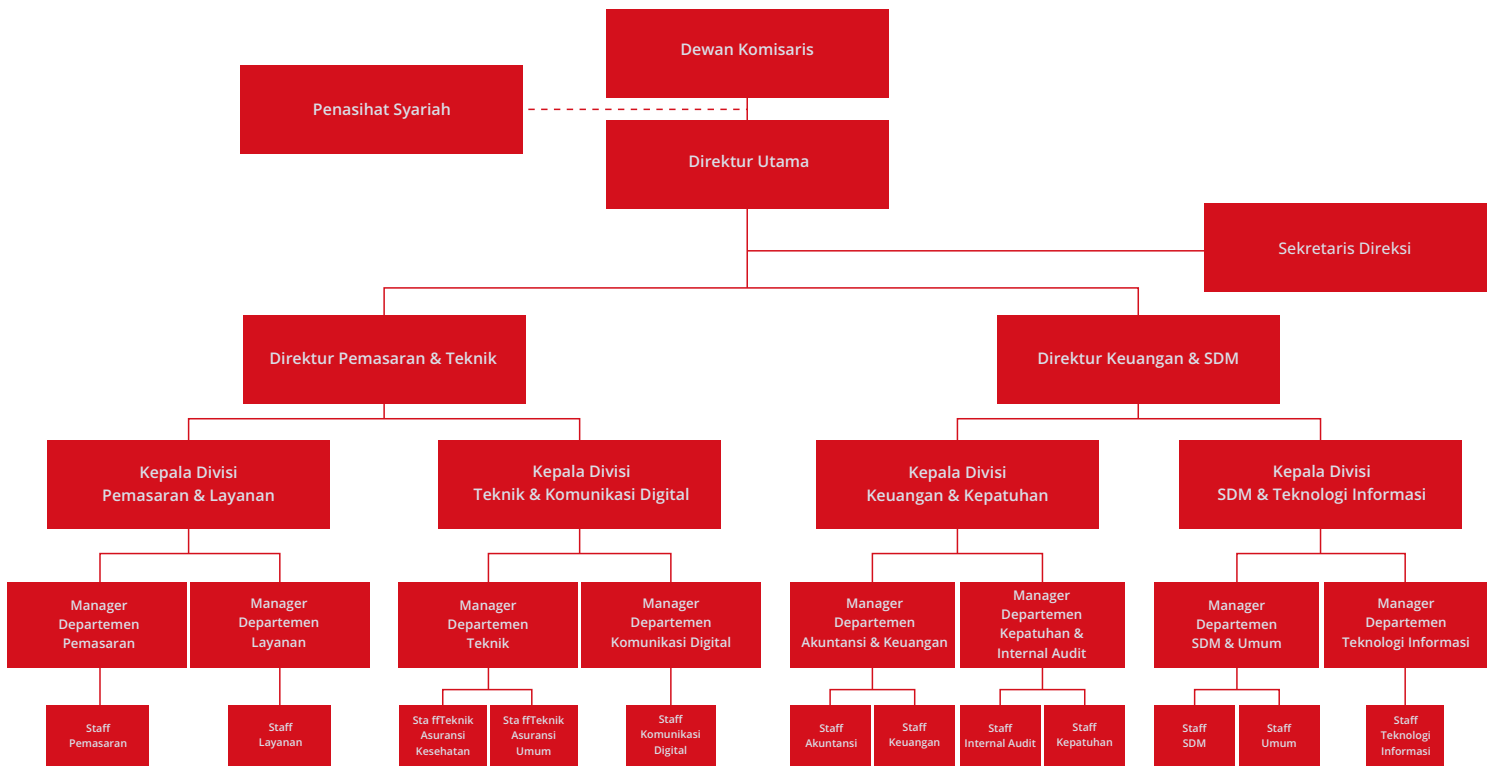 Dewan Komisaris
Penasihat Syariah
Direktur Utama
Sekretaris Direksi
Direktur Pemasaran & Teknik
Direktur Keuangan & SDM
Kepala Divisi
Pemasaran & Layanan
Kepala Divisi
Teknik & Komunikasi Digital
Kepala Divisi
Keuangan & Kepatuhan
Kepala Divisi
SDM & Teknologi Informasi
Manager
Departemen
Pemasaran
Manager
Departemen
Layanan
Manager
Departemen
Teknik
Manager
Departemen
Komunikasi Digital
Manager
Departemen
Akuntansi & Keuangan
Manager
Departemen
Kepatuhan &
Internal Audit
Manager
Departemen
SDM & Umum
Manager
Departemen
Teknologi Informasi
Staff
Pemasaran
Staff
Layanan
Sta ffTeknik
Asuransi
Kesehatan
Sta ffTeknik
Asuransi
Umum
Staff
Komunikasi
Digital
Staff
Akuntansi
Staff
Keuangan
Staff
Internal Audit
Staff
Kepatuhan
Staff
SDM
Staff
Umum
Staff
Teknologi
Informasi